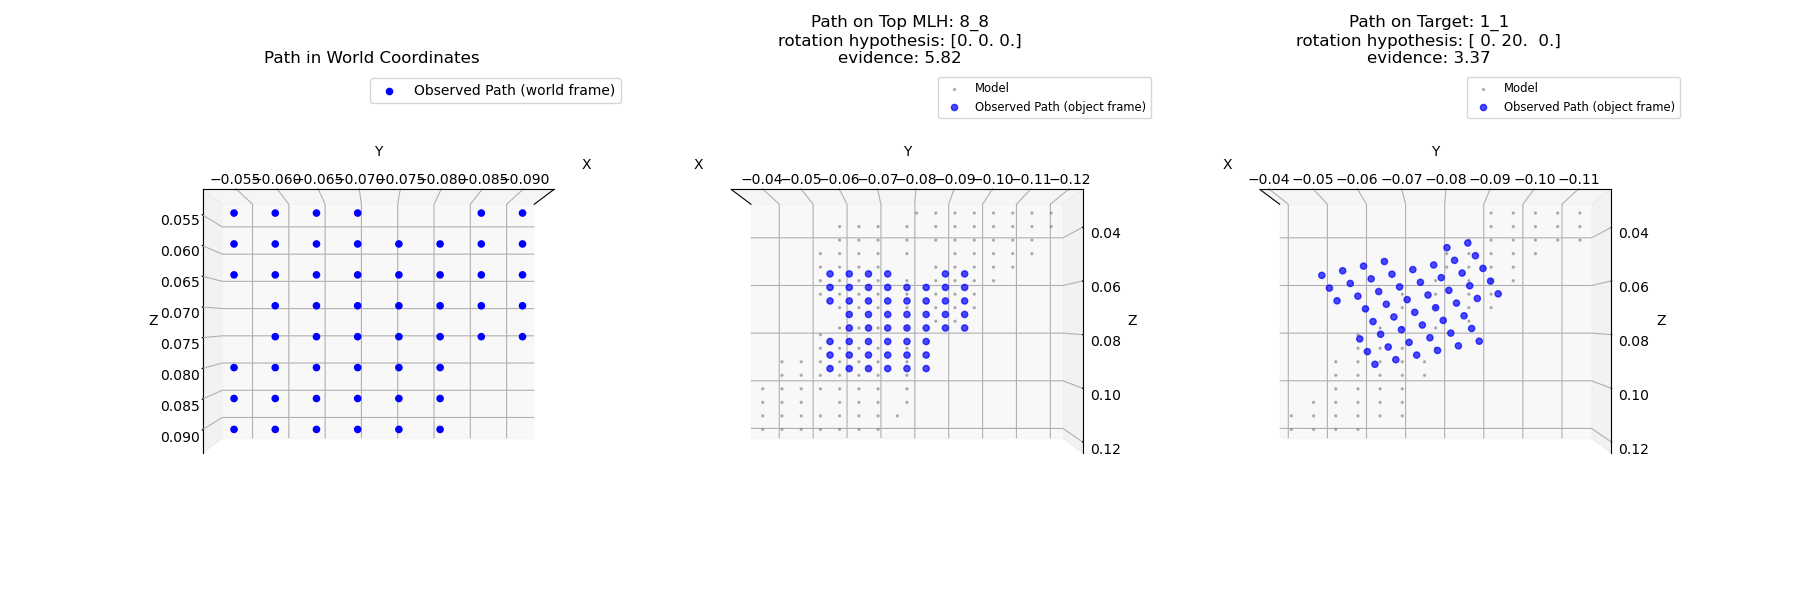 Path in World Coordinates
Observed Path (world frame)
Y
X
−0.055 −0.060 −0.065 −0.070 −0.075 −0.080 −0.085 −0.090
0.055
0.060
0.065
0.070
Z
0.075
0.080
0.085
0.090
Path on Top MLH: 8_8
rotation hypothesis: [0. 0. 0.]
evidence: 5.82
Model
Observed Path (object frame)
Y
X
−0.04 −0.05 −0.06 −0.07 −0.08 −0.09 −0.10 −0.11 −0.12
0.04
0.06
Z
0.08
0.10
0.12
Path on Target: 1_1
rotation hypothesis: [ 0. 20.  0.]
evidence: 3.37
Model
Observed Path (object frame)
Y
X
−0.04 −0.05 −0.06 −0.07 −0.08 −0.09 −0.10 −0.11
0.04
0.06
Z
0.08
0.10
0.12